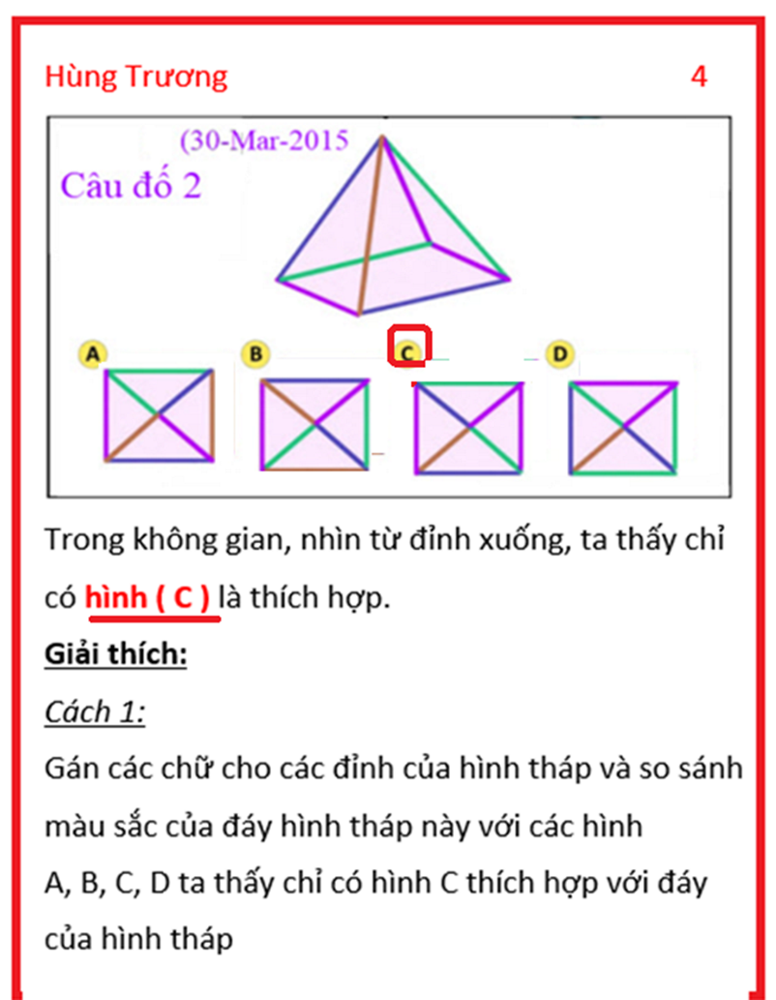 Hùng Trương 4
(30-Mar-2015
Câu đố 2
A B C D
Trong không gian, nhìn từ đỉnh xuống, ta thấy chỉ
có hình ( C ) là thích hợp.
Giải thích:
Cách 1:
Gán các chữ cho các đỉnh của hình tháp và so sánh
màu sắc của đáy hình tháp này với các hình
A, B, C, D ta thấy chỉ có hình C thích hợp với đáy
của hình tháp